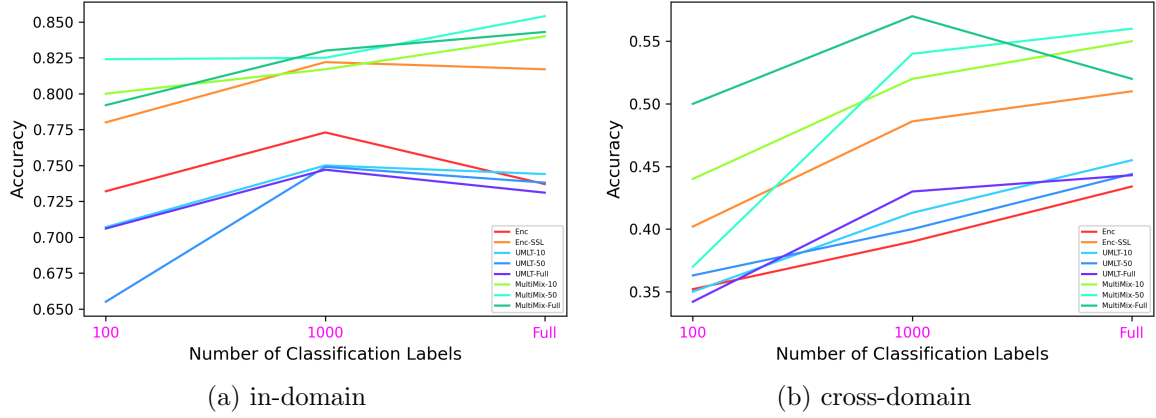 0.850
0.825
0.800
0.775
0.750
0.725
0.700
0.675
0.650
Accuracy
100
1000
Full
Number of Classification Labels
Enc
Enc-SSL
UMLT-10
UMLT-50
UMLT-Full
MultiMix-10
MultiMix-50
MultiMix-Full
(a) in-domain
0.55
0.50
0.45
0.40
0.35
Accuracy
100
1000
Full
Number of Classification Labels
Enc
Enc-SSL
UMLT-10
UMLT-50
UMLT-Full
MultiMix-10
MultiMix-50
MultiMix-Full
(b) cross-domain